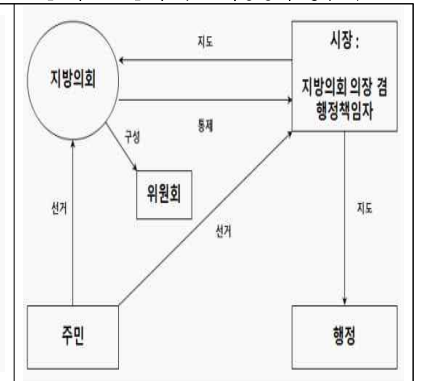 지도
시장 :
지방의회
지방의회 의장 겸
행정책임자
통제
구성
위원회
선거
선거
지도
주민
행정